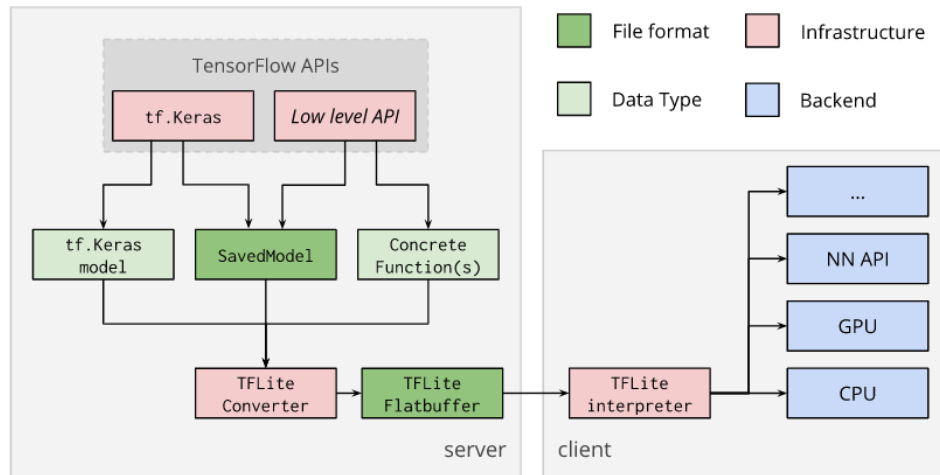 File format
Infrastructure
Data Type
Backend
TensorFlow APIs
tf.Keras
Low level API
tf.Keras
model
SavedModel
Concrete
Function(s)
TFLite
Converter
TFLite
Flatbuffer
server
TFLite
interpreter
client
...
NN API
GPU
CPU